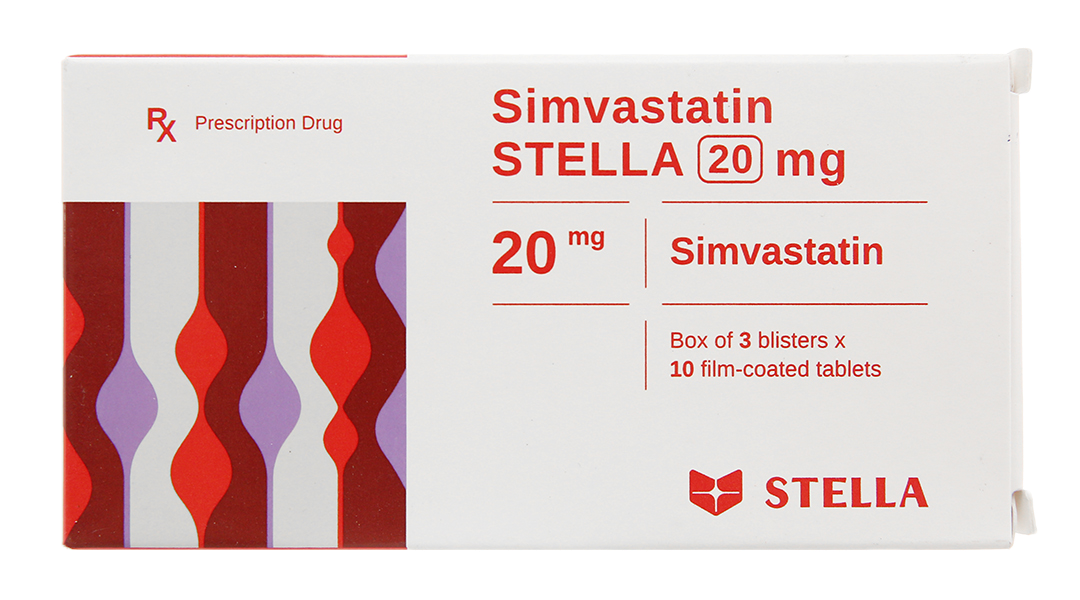 Rx Prescription Drug
Simvastatin
STELLA 20 mg
20 mg
Simvastatin
Box of 3 blisters x
10 film-coated tablets
STELLA